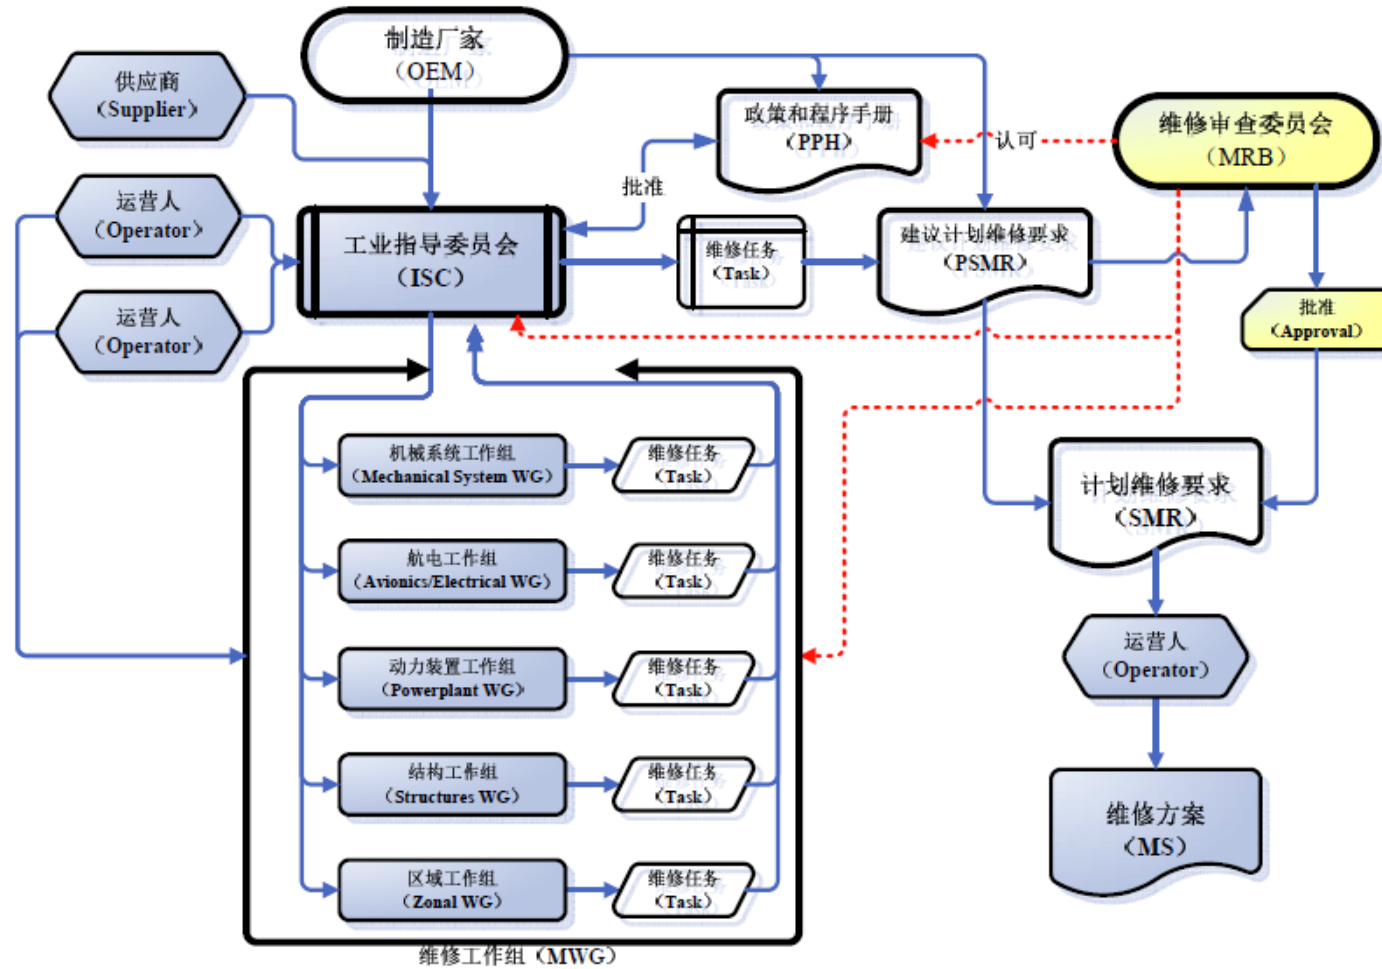 制造厂家
（OEM）
供应商
（Supplier）
政策和程序手册
（PPH）
认可
维修审查委员会
（MRB）
批准
运营人
（Operator）
工业指导委员会
（ISC）
维修任务
（Task）
建议计划维修要求
（PSMR）
运营人
（Operator）
批准
（Approval）
机械系统工作组
（Mechanical System WG）
维修任务
（Task）
计划维修要求
（SMR）
航电工作组
（Avionics/Electrical WG）
维修任务
（Task）
动力装置工作组
（Powerplant WG）
维修任务
（Task）
运营人
（Operator）
结构工作组
（Structures WG）
维修任务
（Task）
维修方案
（MS）
区域工作组
（Zonal WG）
维修任务
（Task）
维修工作组（MWG）